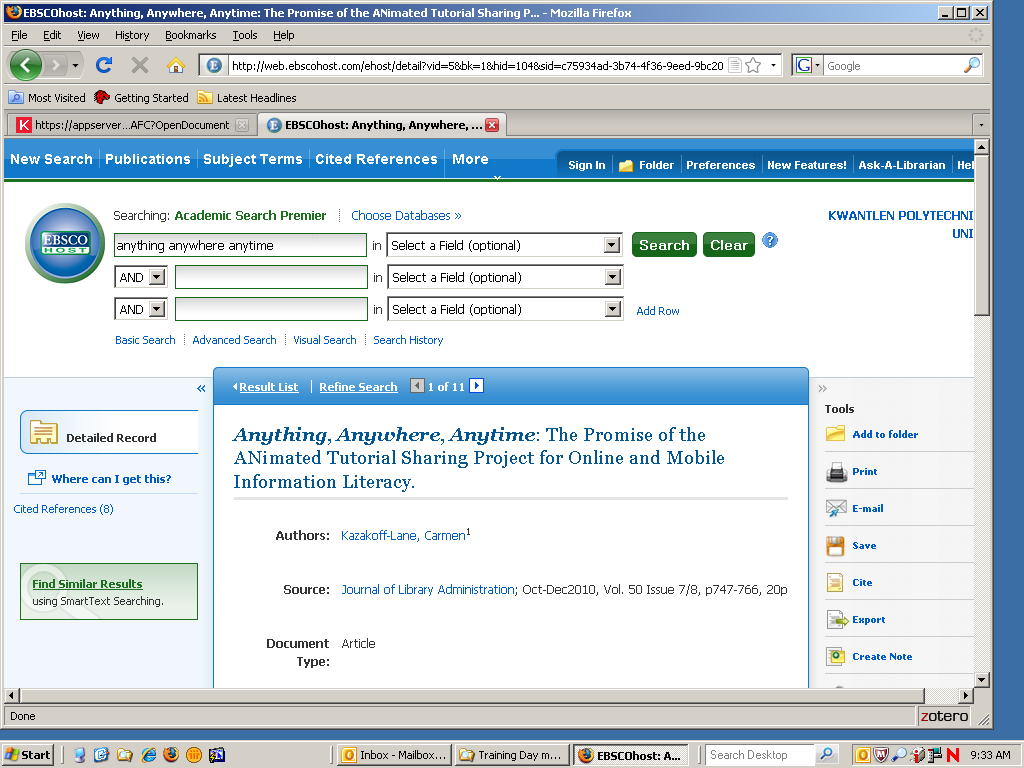 EBSCOhost: Anything, Anywhere, Anytime: The Promise of the ANimated Tutorial Sharing P... - Mozilla Firefox
File Edit View History Bookmarks Tools Help
http://web.ebscohost.com/ehost/detail?vid=5&bk=1&hid=104&sid=c75934ad-3b74-4f36-9eed-9bc20
Google
Most Visited Getting Started Latest Headlines
https://appserver...AFC?OpenDocument EBSCOhost: Anything, Anywhere, ...
New Search Publications Subject Terms Cited References More
Sign In Folder Preferences New Features! Ask-A-Librarian Hel
Searching: Academic Search Premier Choose Databases »
KWANTLEN POLYTECHNI
UNI
EBSCO
HOST
anything anywhere anytime in Select a Field (optional) Search Clear
AND in Select a Field (optional)
AND in Select a Field (optional) Add Row
Basic Search Advanced Search Visual Search Search History
« Result List Refine Search 1 of 11 »
Detailed Record
Where can I get this?
Cited References (8)
Find Similar Results
using SmartText Searching.
Anything, Anywhere, Anytime: The Promise of the
ANimated Tutorial Sharing Project for Online and Mobile
Information Literacy.
Authors: Kazakoff-Lane, Carmen1
Source: Journal of Library Administration; Oct-Dec2010, Vol. 50 Issue 7/8, p747-766, 20p
Document Article
Type:
Tools
Add to folder
Print
E-mail
Save
Cite
Export
Create Note
Done
zotero
Start Inbox - Mailbox... Training Day m... EBSCOhost: A... Search Desktop 9:33 AM